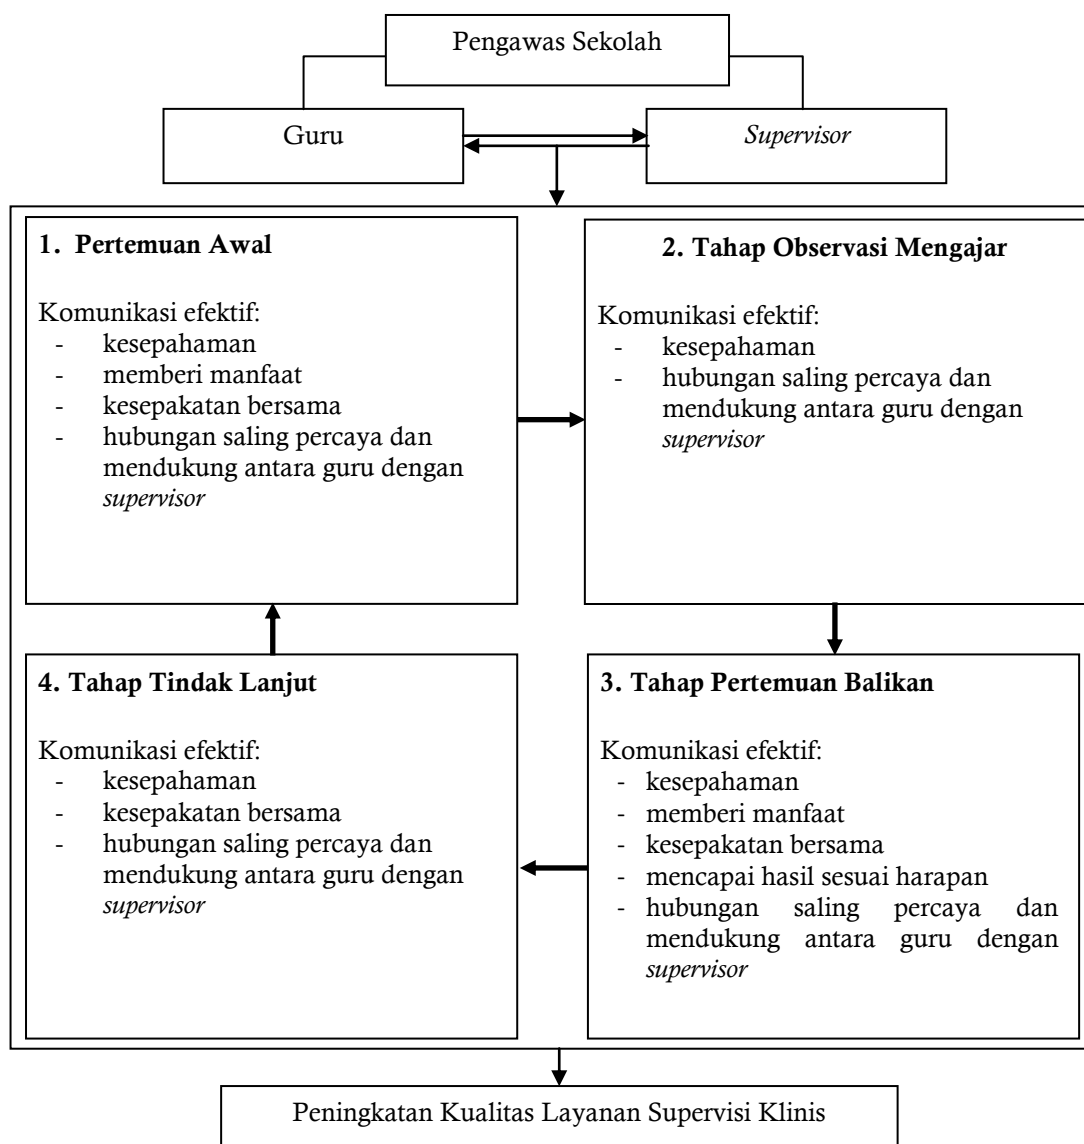 Pengawas Sekolah
Guru
Supervisor
1. Pertemuan Awal
Komunikasi efektif:
- kesepahaman
- memberi manfaat
- kesepakatan bersama
- hubungan saling percaya dan
mendukung antara guru dengan
supervisor
2. Tahap Observasi Mengajar
Komunikasi efektif:
- kesepahaman
- hubungan saling percaya dan
mendukung antara guru dengan
supervisor
3. Tahap Pertemuan Balikan
Komunikasi efektif:
- kesepahaman
- memberi manfaat
- kesepakatan bersama
- mencapai hasil sesuai harapan
- hubungan saling percaya dan
mendukung antara guru dengan
supervisor
4. Tahap Tindak Lanjut
Komunikasi efektif:
- kesepahaman
- kesepakatan bersama
- hubungan saling percaya dan
mendukung antara guru dengan
supervisor
Peningkatan Kualitas Layanan Supervisi Klinis